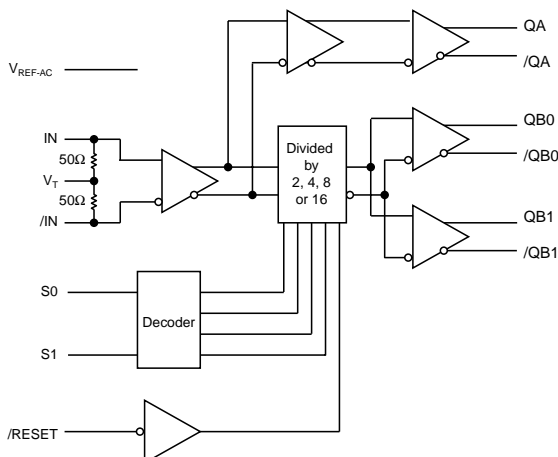 QA
/QA
VREF-AC
IN
50Ω
VT
50Ω
/IN
Divided
by
2, 4, 8
or 16
QB0
/QB0
QB1
/QB1
S0
Decoder
S1
/RESET